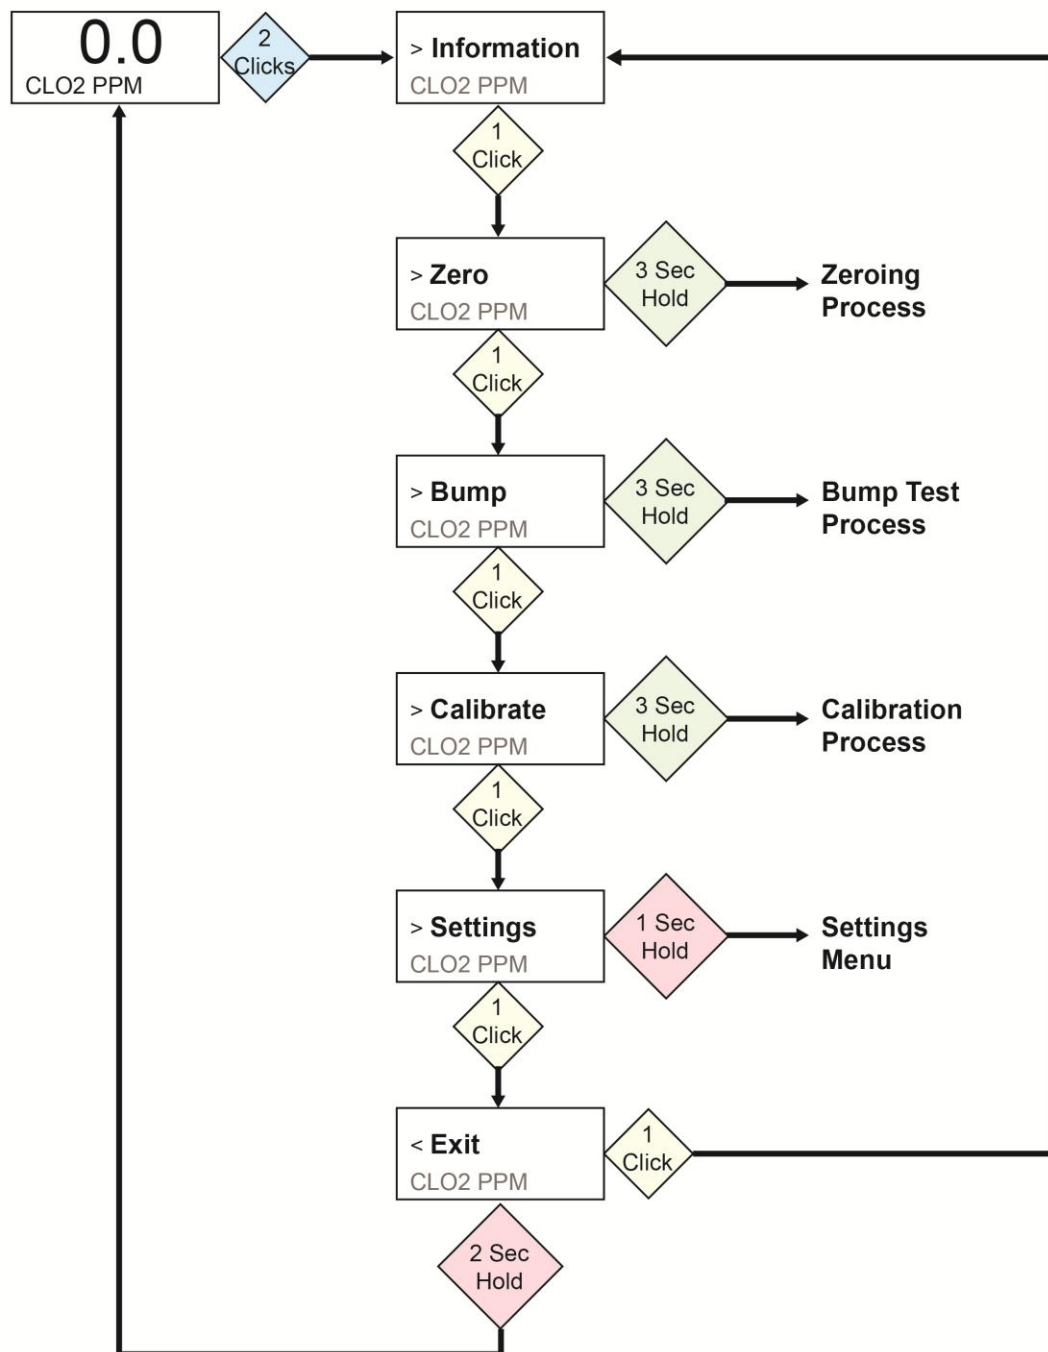 0.0
CLO2 PPM
2
Clicks
> Information
CLO2 PPM
1
Click
> Zero
CLO2 PPM
3 Sec
Hold
Zeroing
Process
1
Click
> Bump
CLO2 PPM
3 Sec
Hold
Bump Test
Process
1
Click
> Calibrate
CLO2 PPM
3 Sec
Hold
Calibration
Process
1
Click
> Settings
CLO2 PPM
1 Sec
Hold
Settings
Menu
1
Click
< Exit
CLO2 PPM
1
Click
2 Sec
Hold